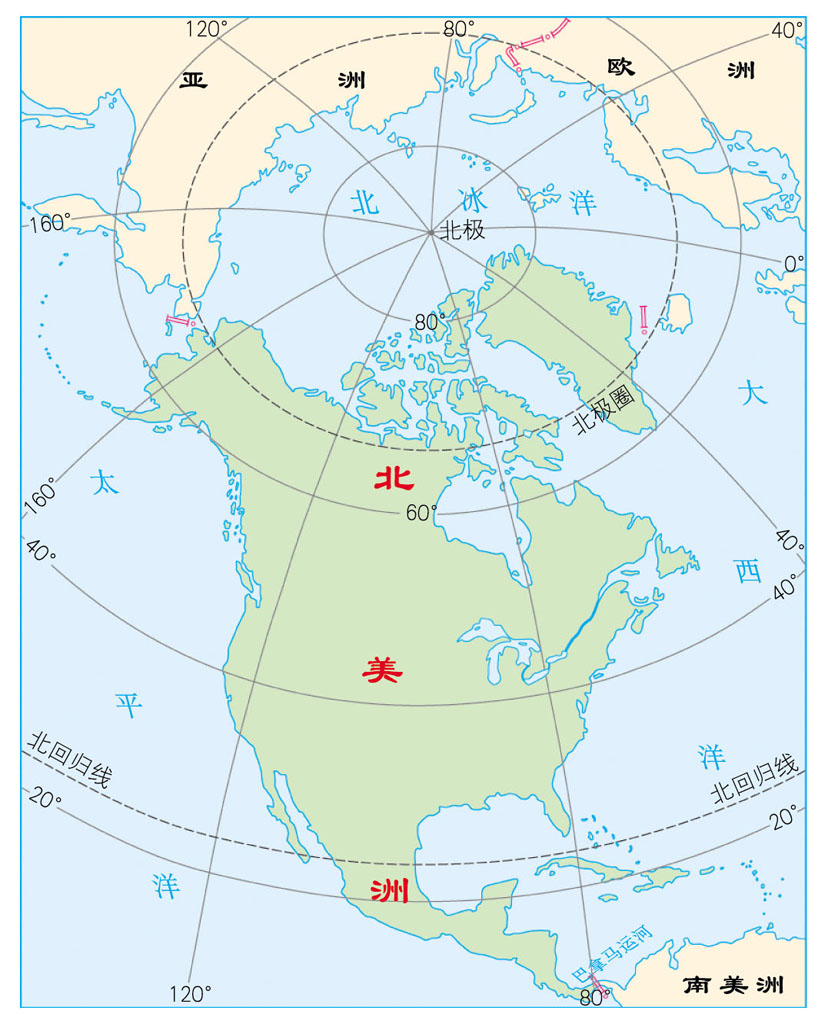 120°
80°
40°
亚洲
欧洲
北冰洋
160°
北极
0°
80°
大西洋
北极圈
太平洋
北
160°
60°
40°
40°
40°
美
北回归线
北回归线
20°
20°
洲
巴拿马运河
南美洲
120°
80°